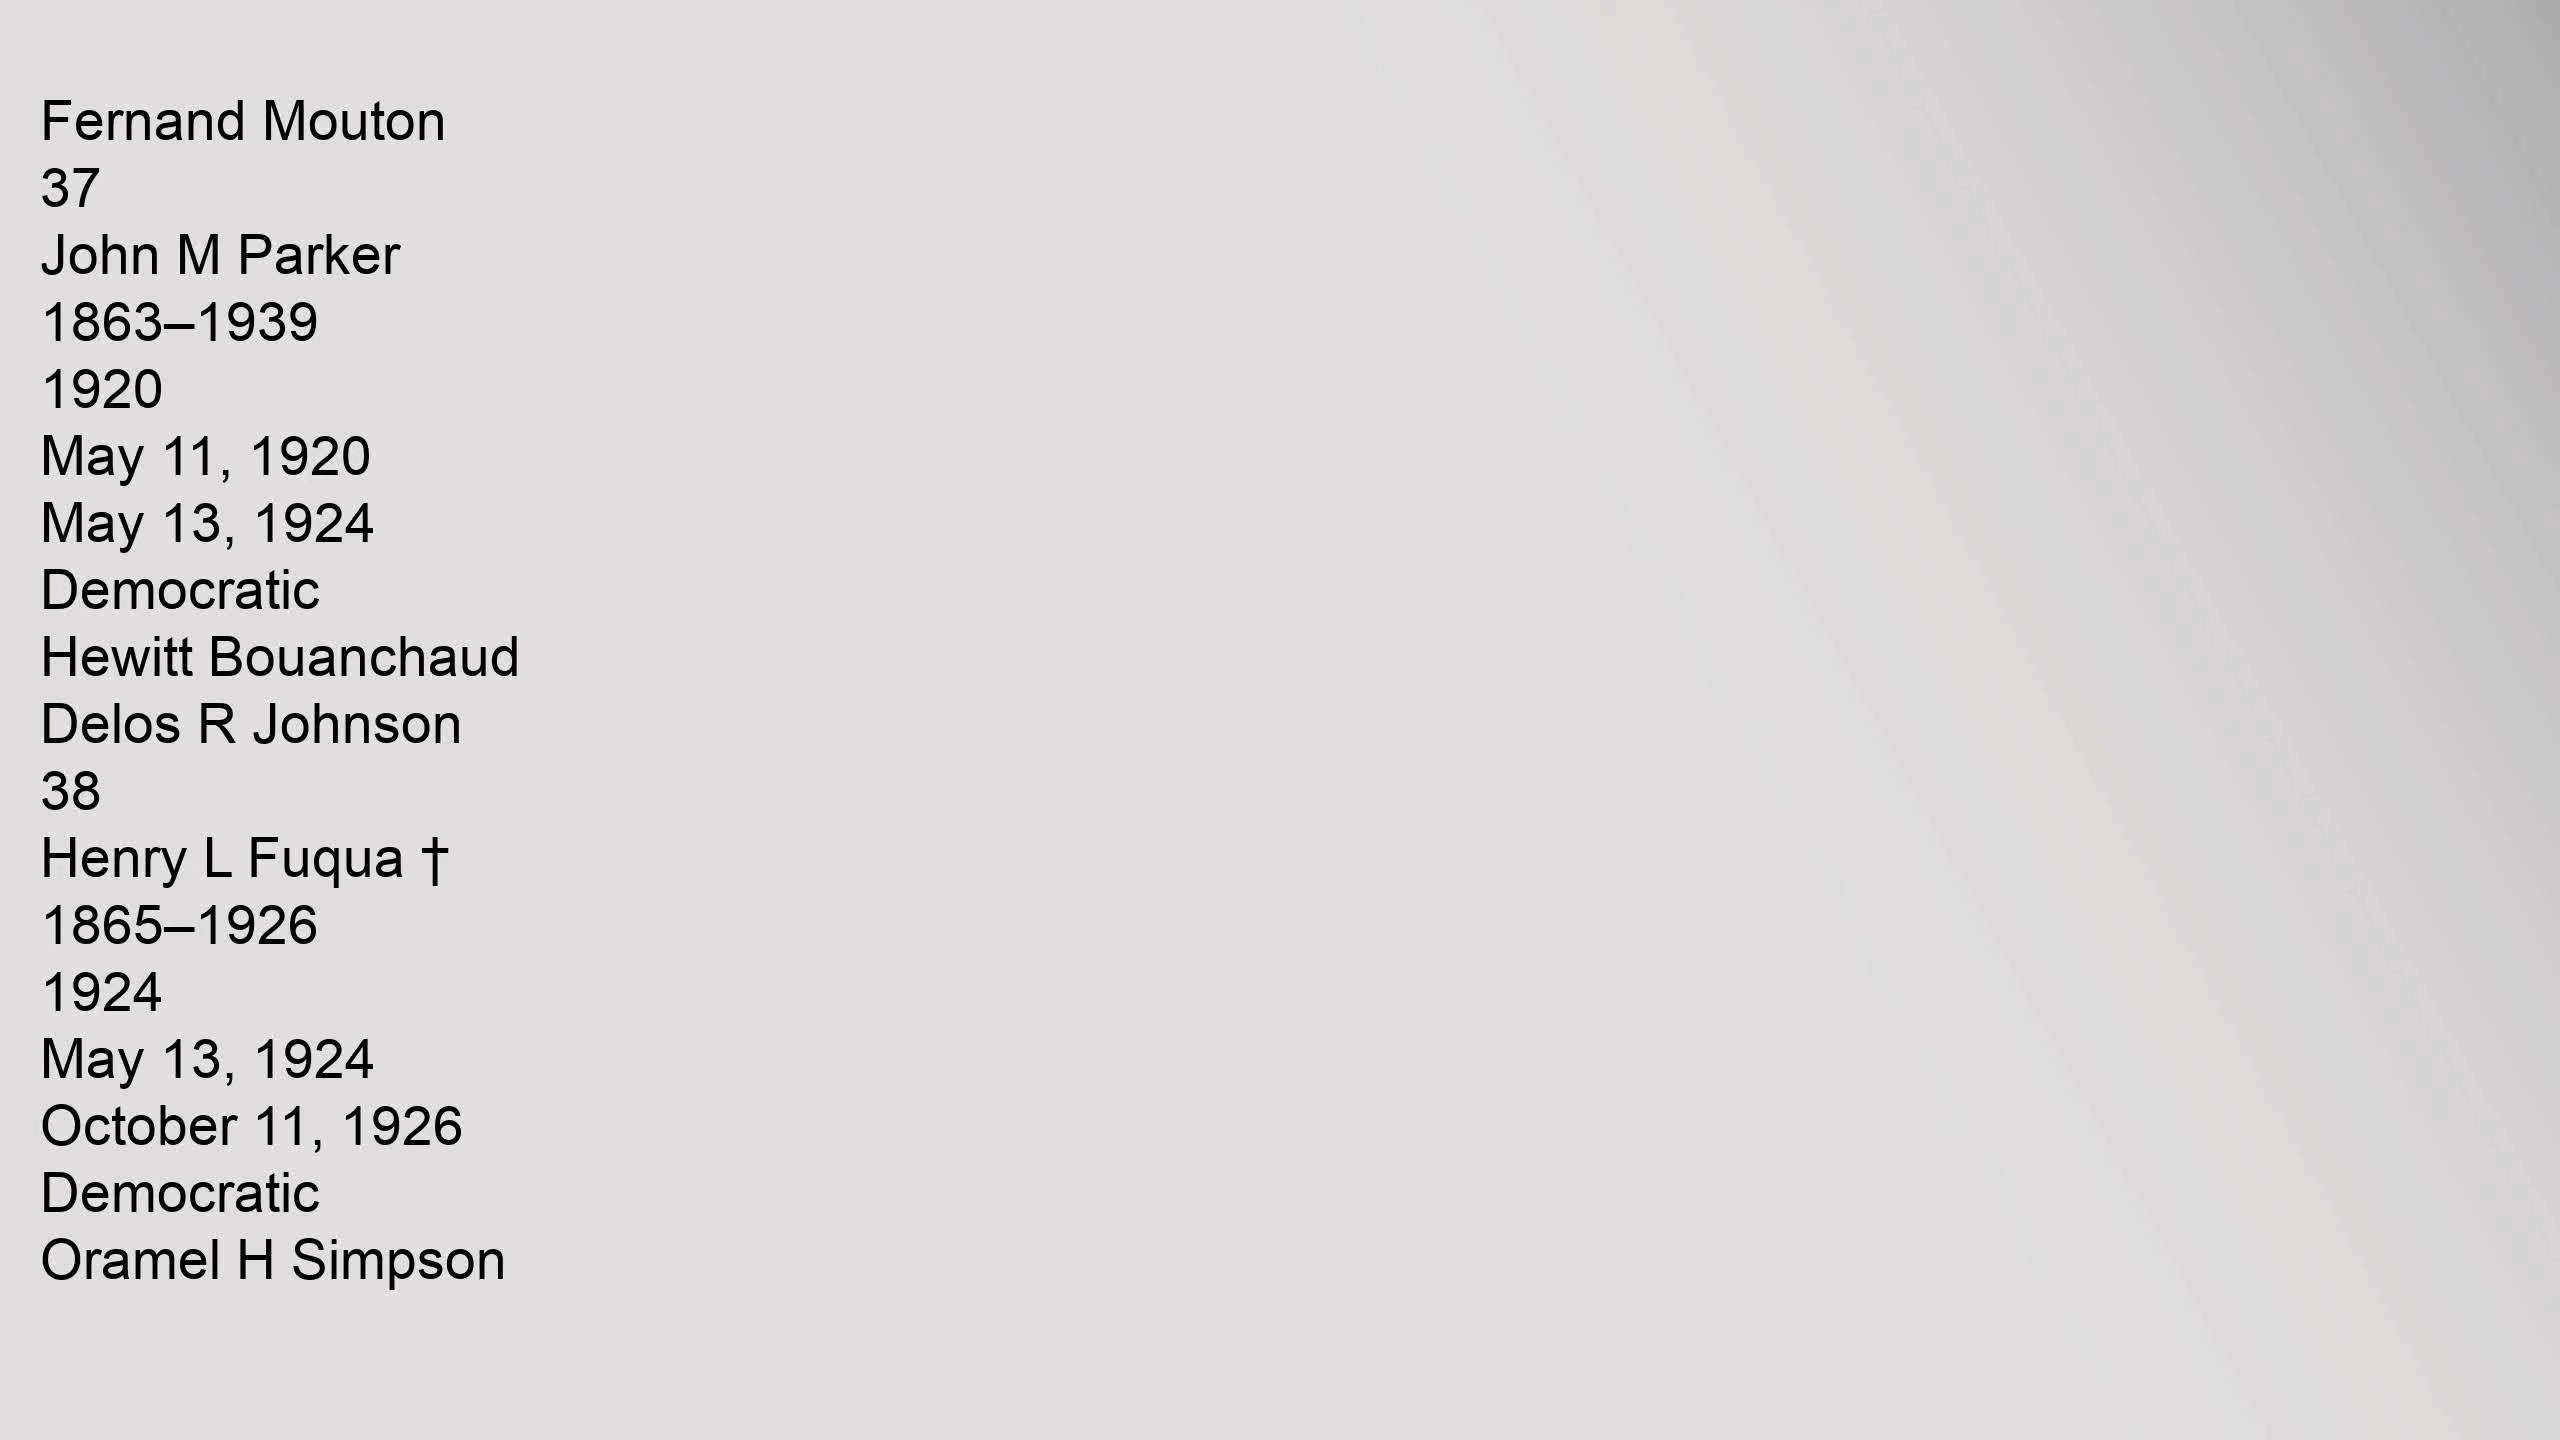 Fernand Mouton
37
John M Parker
1863–1939
1920
May 11, 1920
May 13, 1924
Democratic
Hewitt Bouanchaud
Delos R Johnson
38
Henry L Fuqua †
1865–1926
1924
May 13, 1924
October 11, 1926
Democratic
Oramel H Simpson